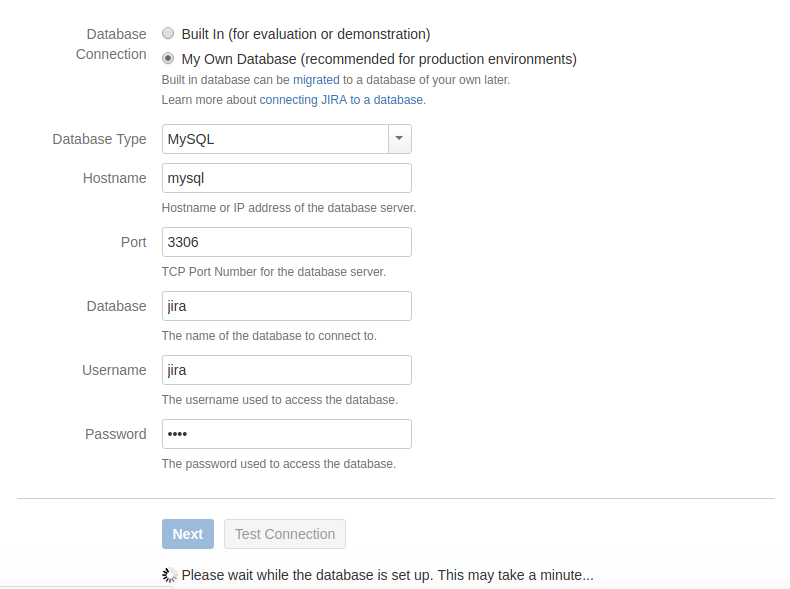 Database Connection
Built In (for evaluation or demonstration)
My Own Database (recommended for production environments)
Built in database can be migrated to a database of your own later.
Learn more about connecting JIRA to a database.
Database Type
MySQL
Hostname
mysql
Hostname or IP address of the database server.
Port
3306
TCP Port Number for the database server.
Database
jira
The name of the database to connect to.
Username
jira
The username used to access the database.
Password
••••
The password used to access the database.
Next
Test Connection
Please wait while the database is set up. This may take a minute...